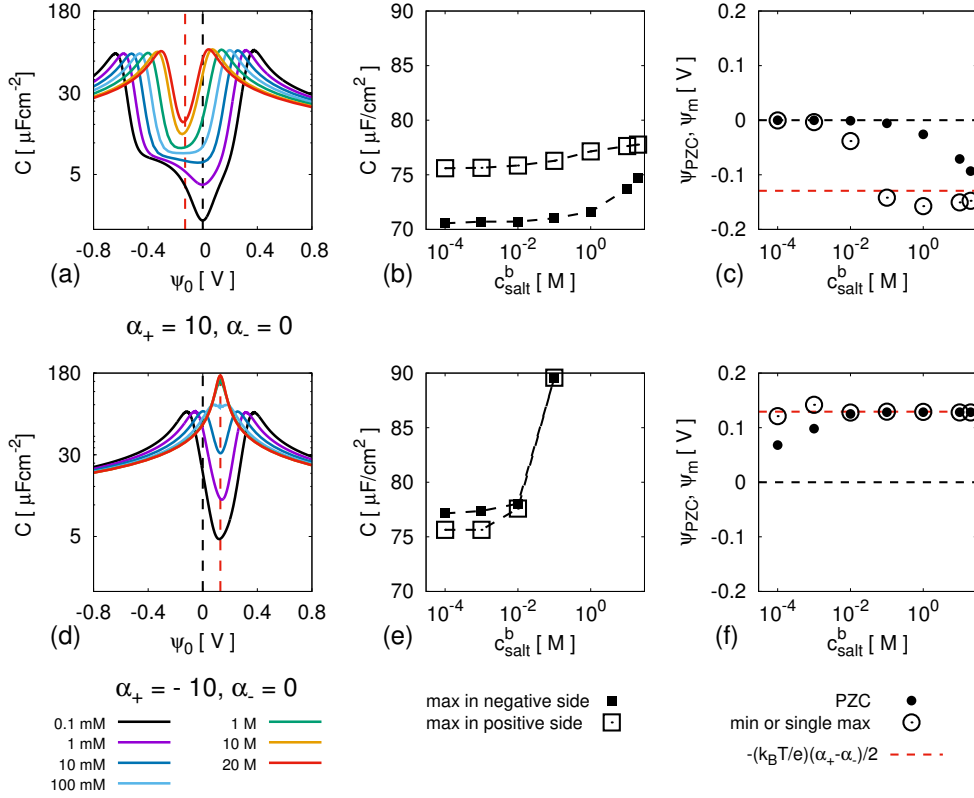 180
30
5
C [ μFcm⁻² ]
-0.8 -0.4 0 0.4 0.8
(a) ψ₀ [ V ]
90
85
80
75
70
C [ μF/cm² ]
10⁻⁴ 10⁻² 10⁰
(b) c_salt^b [ M ]
0.2
0.1
0
-0.1
-0.2
ψ_PZC, ψ_m [ V ]
10⁻⁴ 10⁻² 10⁰
(c) c_salt^b [ M ]
α₊ = 10, α₋ = 0
180
30
5
C [ μFcm⁻² ]
-0.8 -0.4 0 0.4 0.8
(d) ψ₀ [ V ]
90
85
80
75
70
C [ μF/cm² ]
10⁻⁴ 10⁻² 10⁰
(e) c_salt^b [ M ]
0.2
0.1
0
-0.1
-0.2
ψ_PZC, ψ_m [ V ]
10⁻⁴ 10⁻² 10⁰
(f) c_salt^b [ M ]
α₊ = - 10, α₋ = 0
0.1 mM
1 mM
10 mM
100 mM
1 M
10 M
20 M
max in negative side
max in positive side
PZC
min or single max
-(k_BT/e)(α₊-α₋)/2